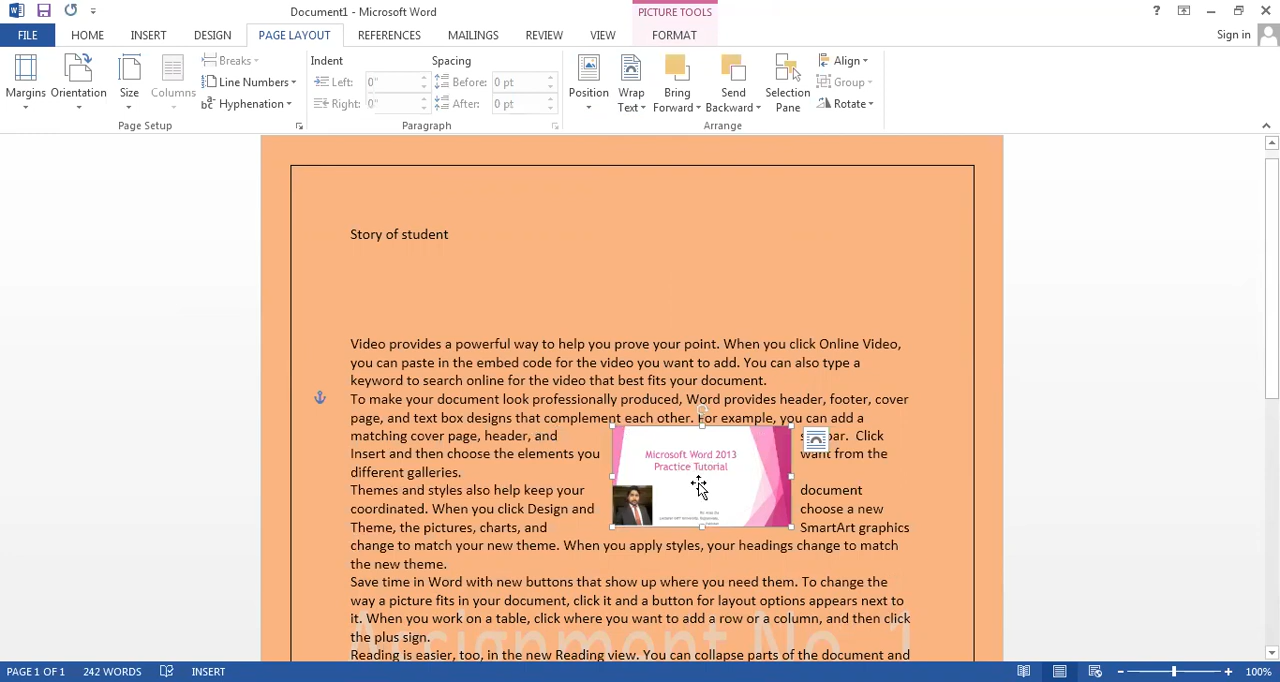 Document1 - Microsoft Word
PICTURE TOOLS
?
FILE
HOME
INSERT
DESIGN
PAGE LAYOUT
REFERENCES
MAILINGS
REVIEW
VIEW
FORMAT
Sign in
Margins
Orientation
Size
Columns
Breaks
Line Numbers
Hyphenation
Page Setup
Indent
Left: 0"
Right: 0"
Spacing
Before: 0 pt
After: 0 pt
Paragraph
Position
Wrap
Text
Bring
Forward
Send
Backward
Selection
Pane
Align
Group
Rotate
Arrange
Story of student
Video provides a powerful way to help you prove your point. When you click Online Video,
you can paste in the embed code for the video you want to add. You can also type a
keyword to search online for the video that best fits your document.
To make your document look professionally produced, Word provides header, footer, cover
page, and text box designs that complement each other. For example, you can add a
matching cover page, header, and Click
Insert and then choose the elements you want from the
different galleries.
Microsoft Word 2013
Practice Tutorial
Themes and styles also help keep your document
coordinated. When you click Design and choose a new
Theme, the pictures, charts, and SmartArt graphics
change to match your new theme. When you apply styles, your headings change to match
the new theme.
Save time in Word with new buttons that show up where you need them. To change the
way a picture fits in your document, click it and a button for layout options appears next to
it. When you work on a table, click where you want to add a row or a column, and then click
the plus sign.
Assignment No. 1
Reading is easier, too, in the new Reading view. You can collapse parts of the document and
PAGE 1 OF 1
242 WORDS
INSERT
100%